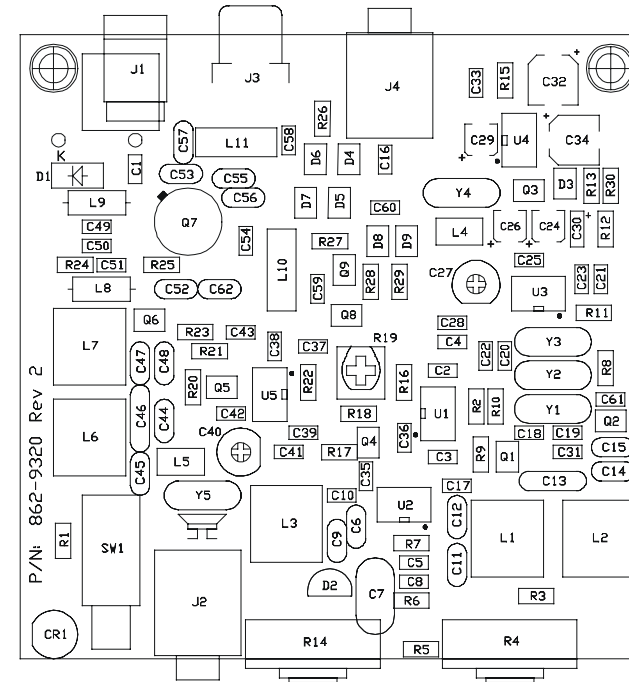 J1
J3
J4
C33
R15
C32
R26
C57
L11
C58
K
D1
C1
C53
C55
C56
D6
D4
C16
C29
U4
C34
L9
Q7
D7
D5
C60
Y4
Q3
D3
R13
R30
C49
C50
C54
R27
D8
D9
L4
C26
C24
C30
R12
R24
C51
R25
L10
Q9
R28
R29
C27
C25
C23
C21
L8
C52
C62
C59
U3
Q6
Q8
R11
R23
C43
C28
L7
C47
C48
R21
C38
C37
R19
C4
C22
C20
Y3
R20
Q5
U5
R22
R16
C2
Y2
R8
C46
C44
C42
R18
U1
R2
R10
Y1
C61
Q2
L6
C40
C39
Q4
C36
C18
C19
C15
C45
L5
C41
R17
C35
C3
R9
Q1
C31
C14
Y5
C10
C17
C13
L3
C9
C6
U2
C12
L1
L2
P/N: 862-9320 Rev 2
R1
SW1
R7
C5
C11
J2
D2
C7
C8
R6
R3
CR1
R14
R5
R4